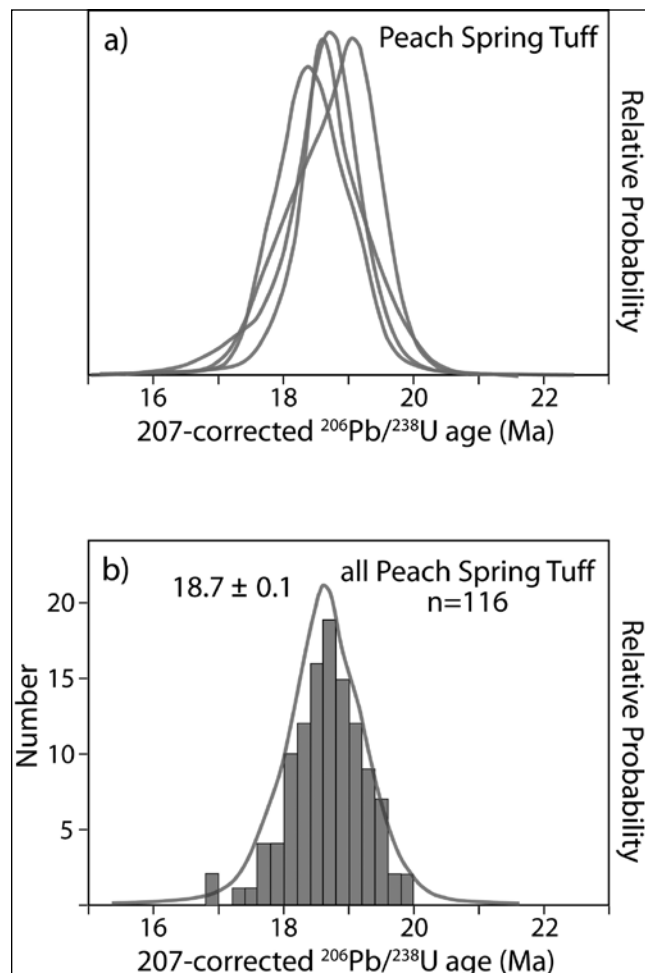 a) Peach Spring Tuff
Relative Probability
16 18 20 22
207-corrected ²⁰⁶Pb/²³⁸U age (Ma)
b) all Peach Spring Tuff
18.7 ± 0.1 n=116
20
15
10
5
Number
Relative Probability
16 18 20 22
207-corrected ²⁰⁶Pb/²³⁸U age (Ma)